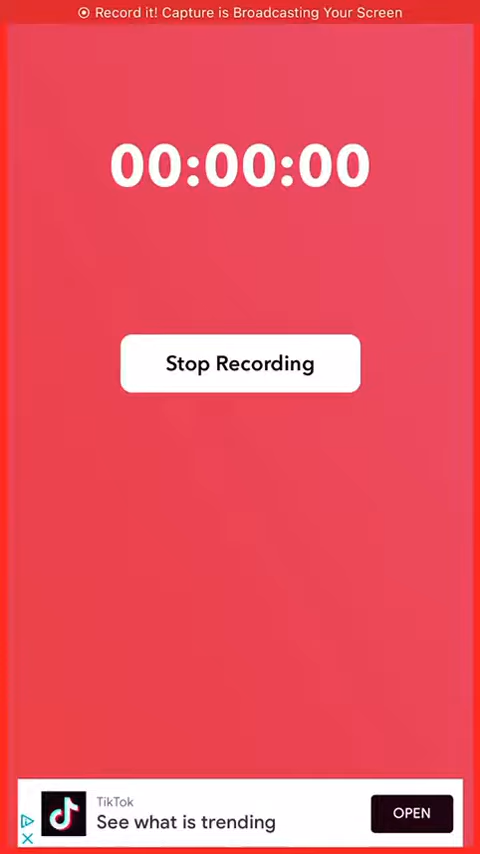 Record it! Capture is Broadcasting Your Screen
00:00:00
Stop Recording
TikTok
See what is trending
OPEN